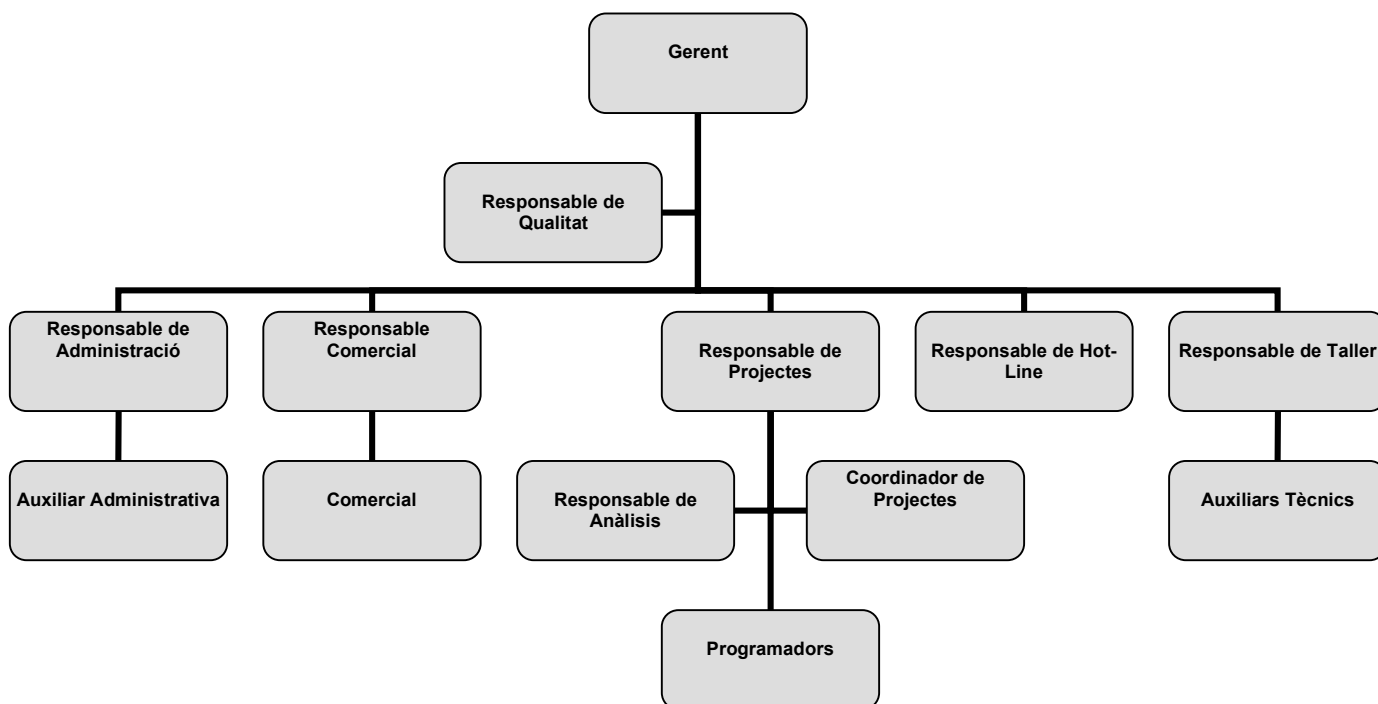 Gerent
Responsable de
Qualitat
Responsable de
Administració
Responsable
Comercial
Responsable de
Projectes
Responsable de Hot-
Line
Responsable de Taller
Auxiliar Administrativa
Comercial
Responsable de
Anàlisis
Coordinador de
Projectes
Auxiliars Tècnics
Programadors